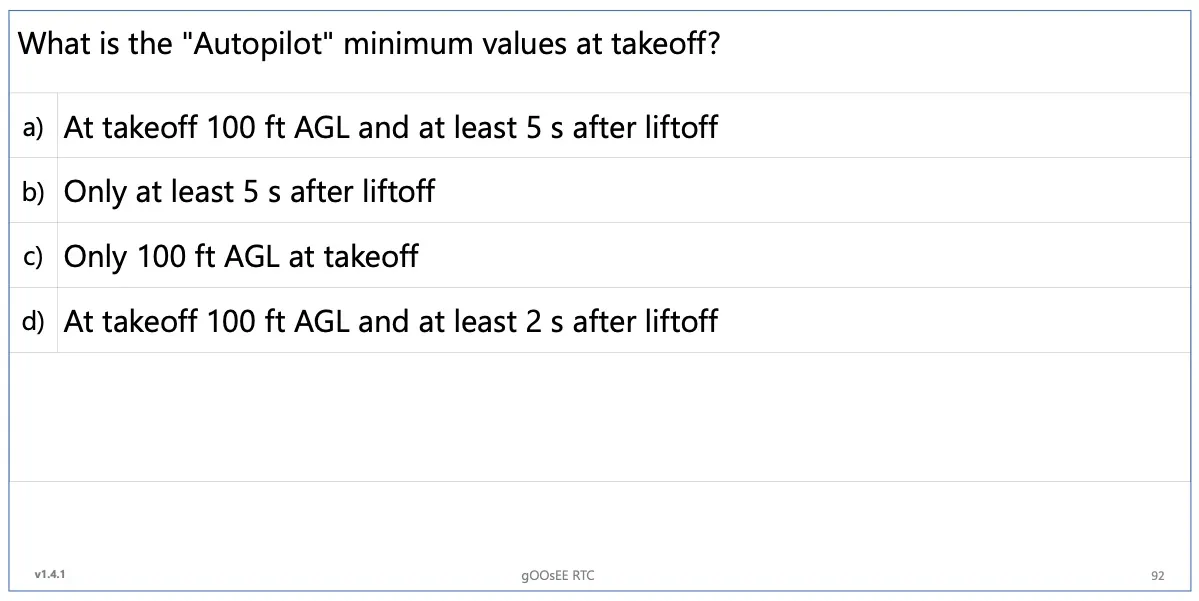 What is the "Autopilot" minimum values at takeoff?
a) At takeoff 100 ft AGL and at least 5 s after liftoff
b) Only at least 5 s after liftoff
c) Only 100 ft AGL at takeoff
d) At takeoff 100 ft AGL and at least 2 s after liftoff
v1.4.1 gOOsEE RTC 92